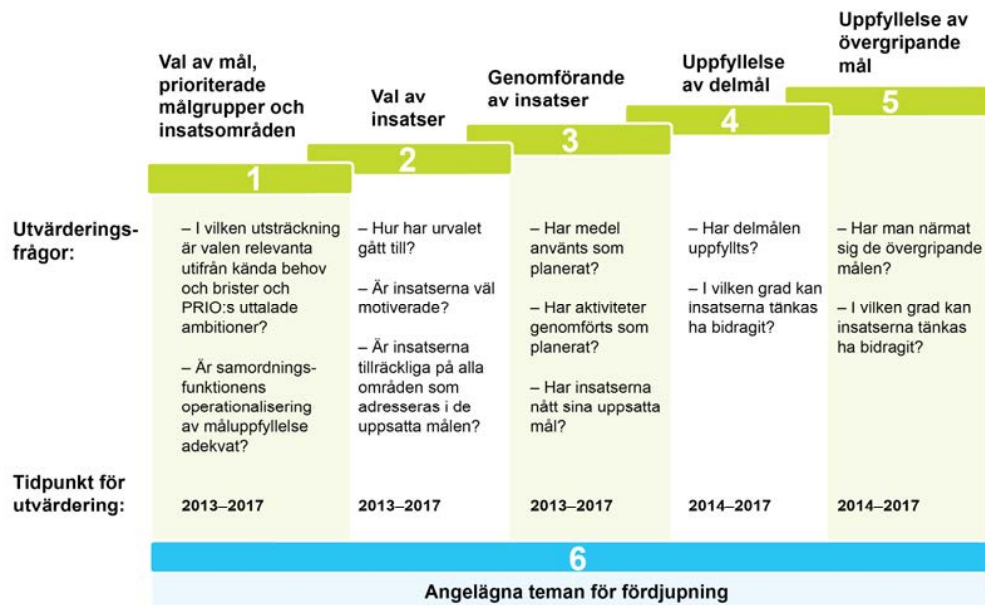 Val av mål,
prioriterade
målgrupper och
insatsområden
1
Val av
insatser
2
Genomförande
av insatser
3
Uppfyllelse
av delmål
4
Uppfyllelse av
övergripande
mål
5
Utvärderings-
frågor:
– I vilken utsträckning
är valen relevanta
utifrån kända behov
och brister och
PRIO:s uttalade
ambitioner?
– Är samordnings-
funktionens
operationalisering
av måluppfyllelse
adekvat?
– Hur har urvalet
gått till?
– Är insatserna väl
motiverade?
– Är insatserna
tillräckliga på alla
områden som
adresseras i de
uppsatta målen?
– Har medel
använts som
planerat?
– Har aktiviteter
genomförts som
planerat?
– Har insatserna
nått sina uppsatta
mål?
– Har delmålen
uppfyllts?
– I vilken grad kan
insatserna tänkas
ha bidragit?
– Har man närmat
sig de övergripande
målen?
– I vilken grad kan
insatserna tänkas
ha bidragit?
Tidpunkt för
utvärdering:
2013–2017
2013–2017
2013–2017
2014–2017
2014–2017
6
Angelägna teman för fördjupning